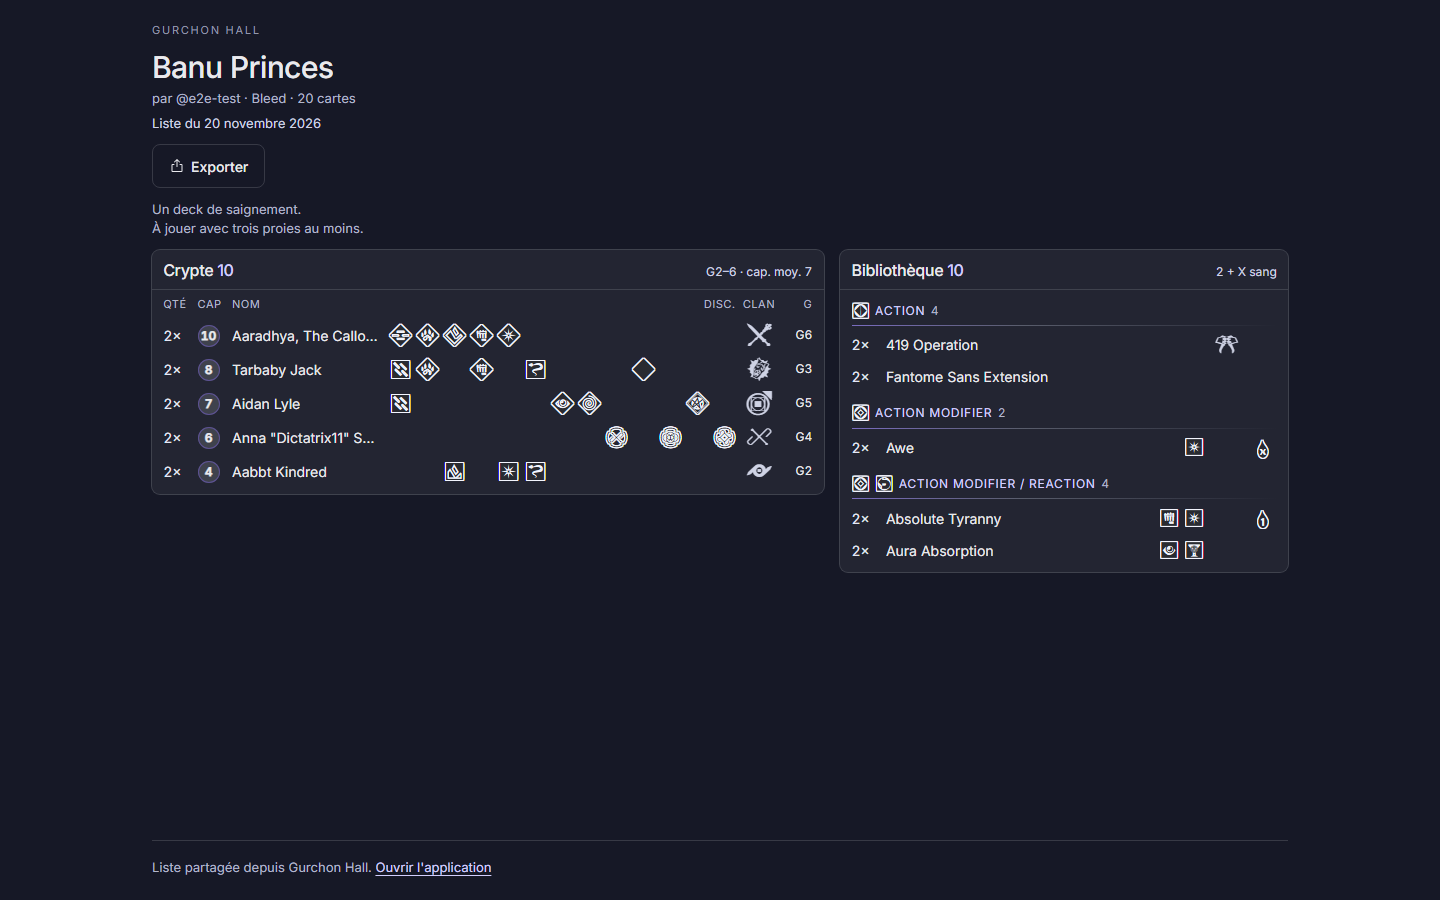 GURCHON HALL
Banu Princes
par @e2e-test · Bleed · 20 cartes
Liste du 20 novembre 2026
Exporter
Un deck de saignement.
À jouer avec trois proies au moins.
Crypte 10
G2–6 · cap. moy. 7
QTÉ CAP NOM DISC. CLAN G
2× 10 Aaradhya, The Callo... G6
2× 8 Tarbaby Jack G3
2× 7 Aidan Lyle G5
2× 6 Anna "Dictatrix11" S... G4
2× 4 Aabbt Kindred G2
Bibliothèque 10
2 + X sang
ACTION 4
2× 419 Operation
2× Fantome Sans Extension
ACTION MODIFIER 2
2× Awe X
ACTION MODIFIER / REACTION 4
2× Absolute Tyranny 1
2× Aura Absorption
Liste partagée depuis Gurchon Hall. Ouvrir l'application